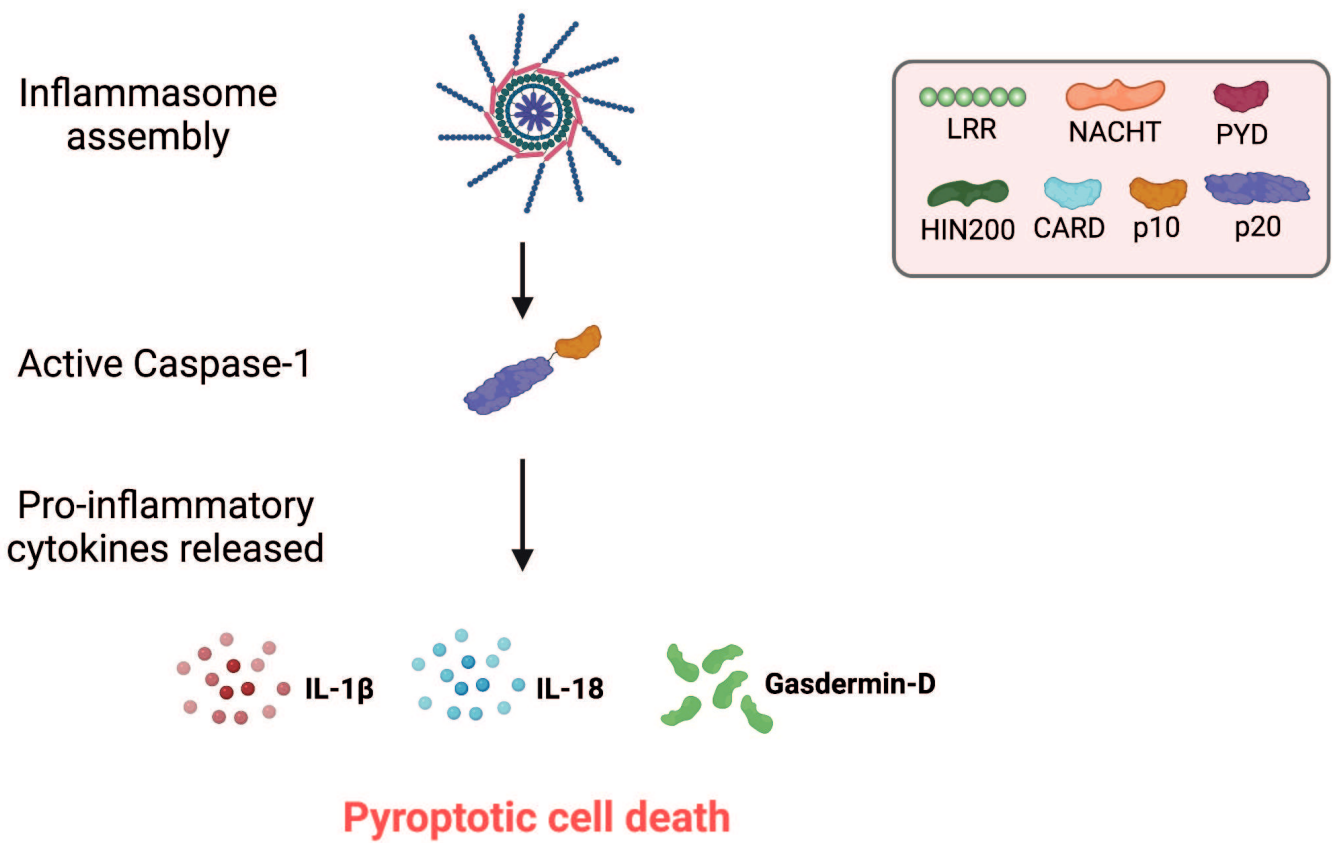 Inflammasome
assembly
LRR
NACHT
PYD
HIN200
CARD
p10
p20
Active Caspase-1
Pro-inflammatory
cytokines released
IL-1β
IL-18
Gasdermin-D
Pyroptotic cell death